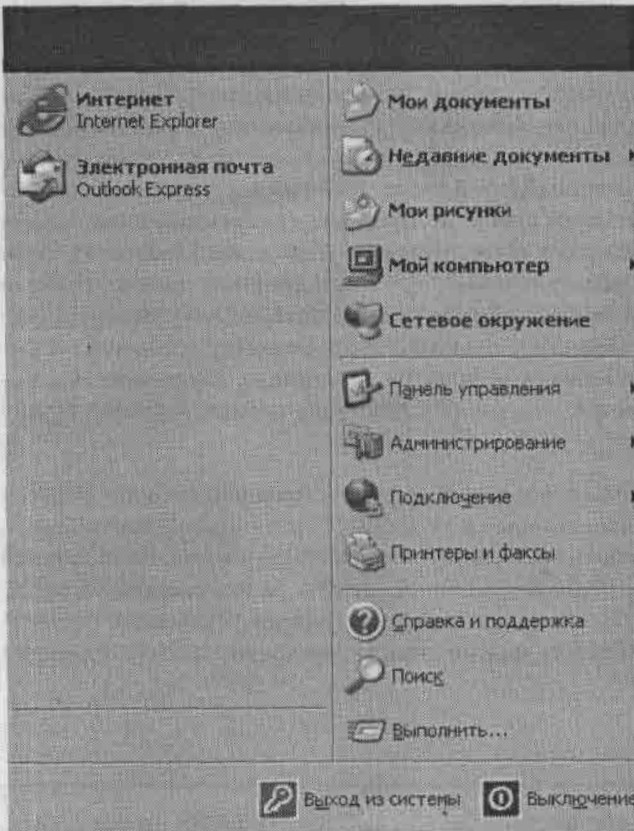 Интернет
Internet Explorer
Электронная почта
Outlook Express
Мои документы
Недавние документы
Мои рисунки
Мой компьютер
Сетевое окружение
Панель управления
Администрирование
Подключение
Принтеры и факсы
Справка и поддержка
Поиск
Выполнить...
Выход из системы
Выключение